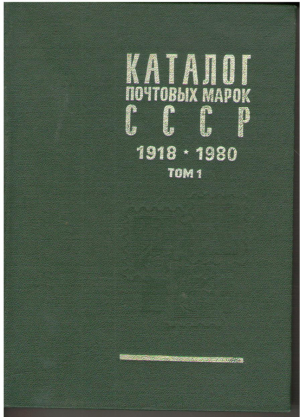 КАТАЛОГ
ПОЧТОВЫХ МАРОК
СССР
1918 * 1980
ТОМ 1